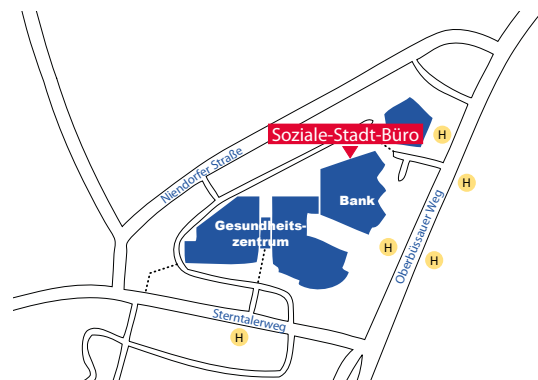 H
Soziale-Stadt-Büro
Niendorfer Straße
H
Bank
Oberbüssauer Weg
Gesundheits-
zentrum
H
H
Sterntalerweg
H